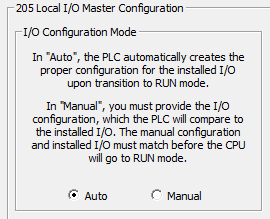 205 Local I/O Master Configuration
I/O Configuration Mode
In "Auto", the PLC automatically creates the
proper configuration for the installed I/O
upon transition to RUN mode.
In "Manual", you must provide the I/O
configuration, which the PLC will compare to
the installed I/O. The manual configuration
and installed I/O must match before the CPU
will go to RUN mode.
Auto Manual